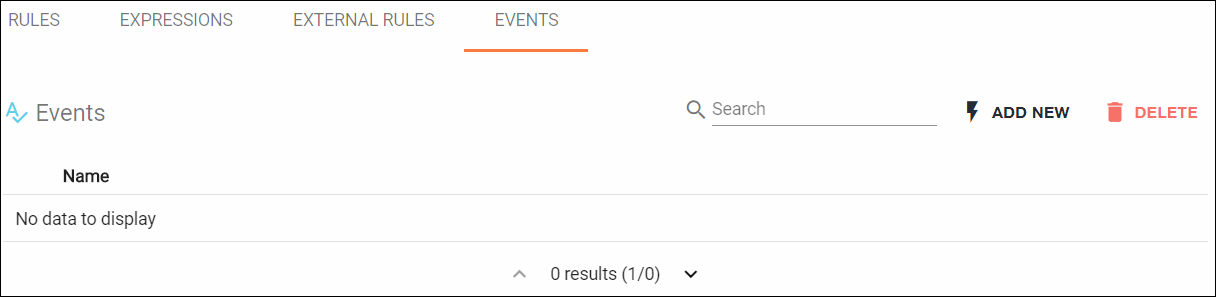 RULES EXPRESSIONS EXTERNAL RULES EVENTS
Events Search ADD NEW DELETE
Name
No data to display
0 results (1/0)